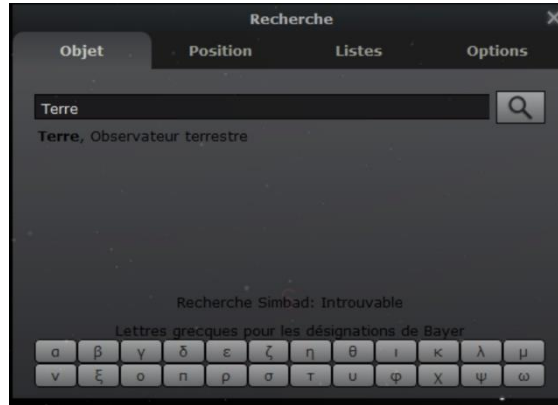 Recherche
Objet Position Listes Options
Terre
Terre, Observateur terrestre
Recherche Simbad: Introuvable
Lettres grecques pour les désignations de Bayer
α β γ δ ε ζ η θ ι κ λ μ
ν ξ ο π ρ σ τ υ φ χ ψ ω